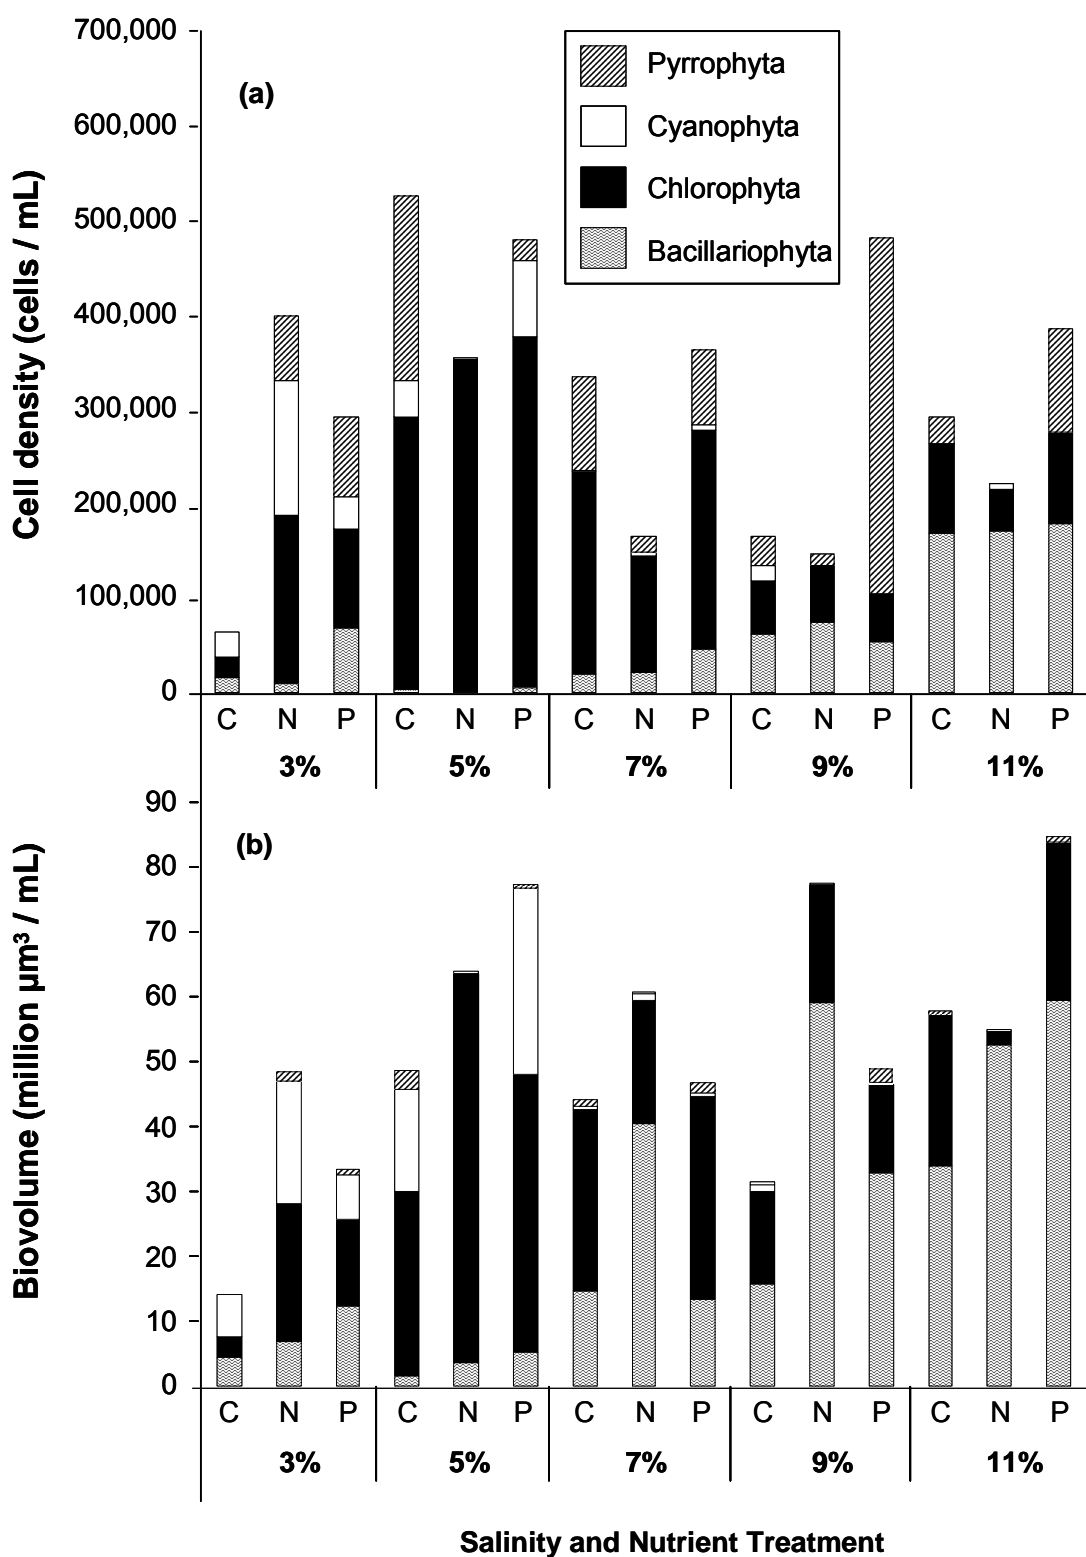 700,000
600,000
500,000
400,000
300,000
200,000
100,000
0
Cell density (cells / mL)
(a)
Pyrrophyta
Cyanophyta
Chlorophyta
Bacillariophyta
C N P C N P C N P C N P C N P
3% 5% 7% 9% 11%
90
80
70
60
50
40
30
20
10
0
Biovolume (million µm³ / mL)
(b)
C N P C N P C N P C N P C N P
3% 5% 7% 9% 11%
Salinity and Nutrient Treatment